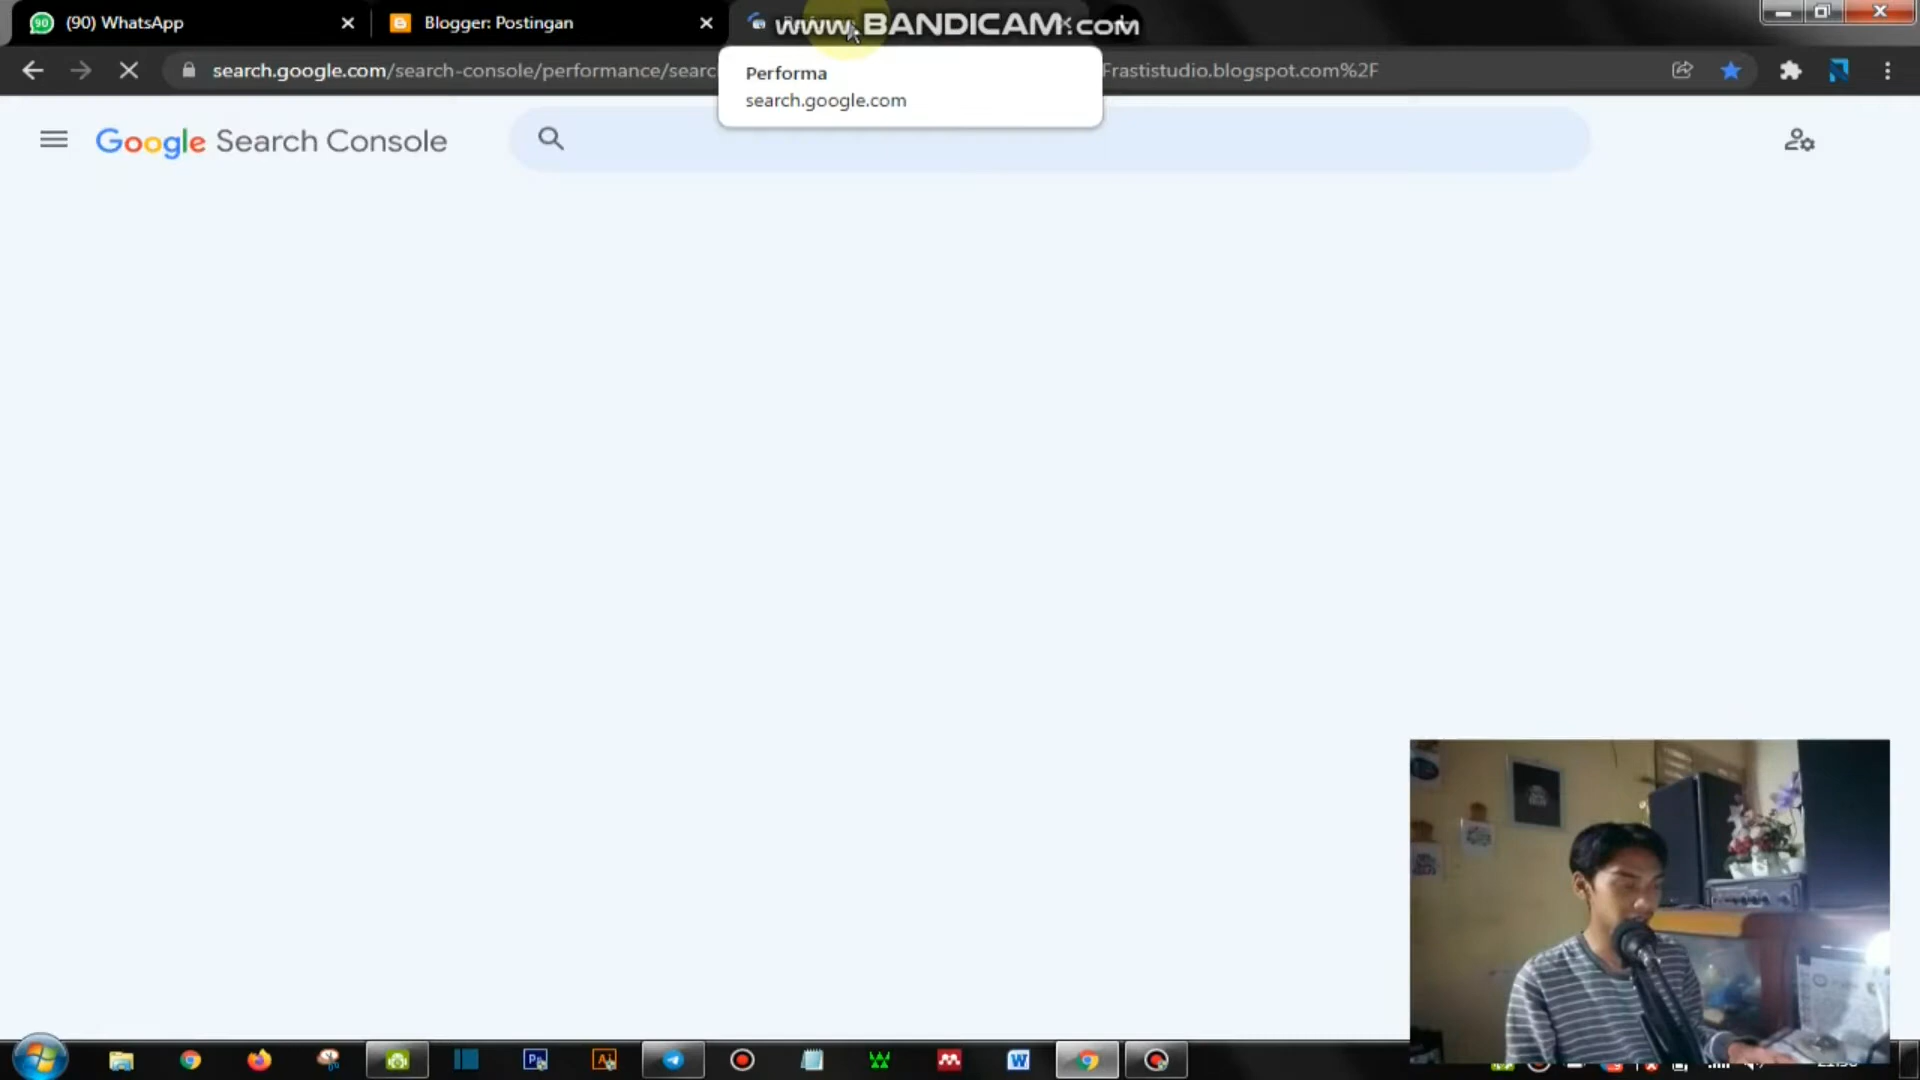 (90) WhatsApp
Blogger: Postingan
www.BANDICAM.com
search.google.com/search-console/performance/searc
Frastistudio.blogspot.com%2F
Performa
search.google.com
Google Search Console